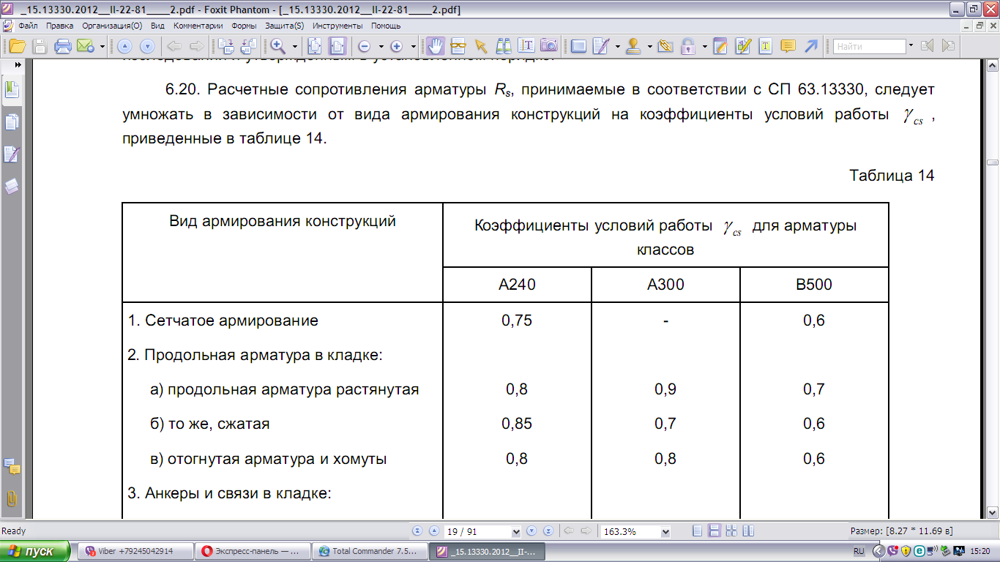 _15.13330.2012__II-22-81____2.pdf - Foxit Phantom - [_15.13330.2012__II-22-81____2.pdf]
Файл Правка Организация(O) Вид Комментарии Формы Защита(S) Инструменты Помощь
Найти
6.20. Расчетные сопротивления арматуры Rs, принимаемые в соответствии с СП 63.13330, следует
умножать в зависимости от вида армирования конструкций на коэффициенты условий работы γcs ,
приведенные в таблице 14.
Таблица 14
Вид армирования конструкций
Коэффициенты условий работы γcs для арматуры
классов
А240 А300 В500
1. Сетчатое армирование 0,75 - 0,6
2. Продольная арматура в кладке:
а) продольная арматура растянутая 0,8 0,9 0,7
б) то же, сжатая 0,85 0,7 0,6
в) отогнутая арматура и хомуты 0,8 0,8 0,6
3. Анкеры и связи в кладке:
Ready 19 / 91 163.3% Размер: [8.27 * 11.69 в]
пуск Viber +79245042914 Экспресс-панель — ... Total Commander 7.5... _15.13330.2012__II-... RU 15:20